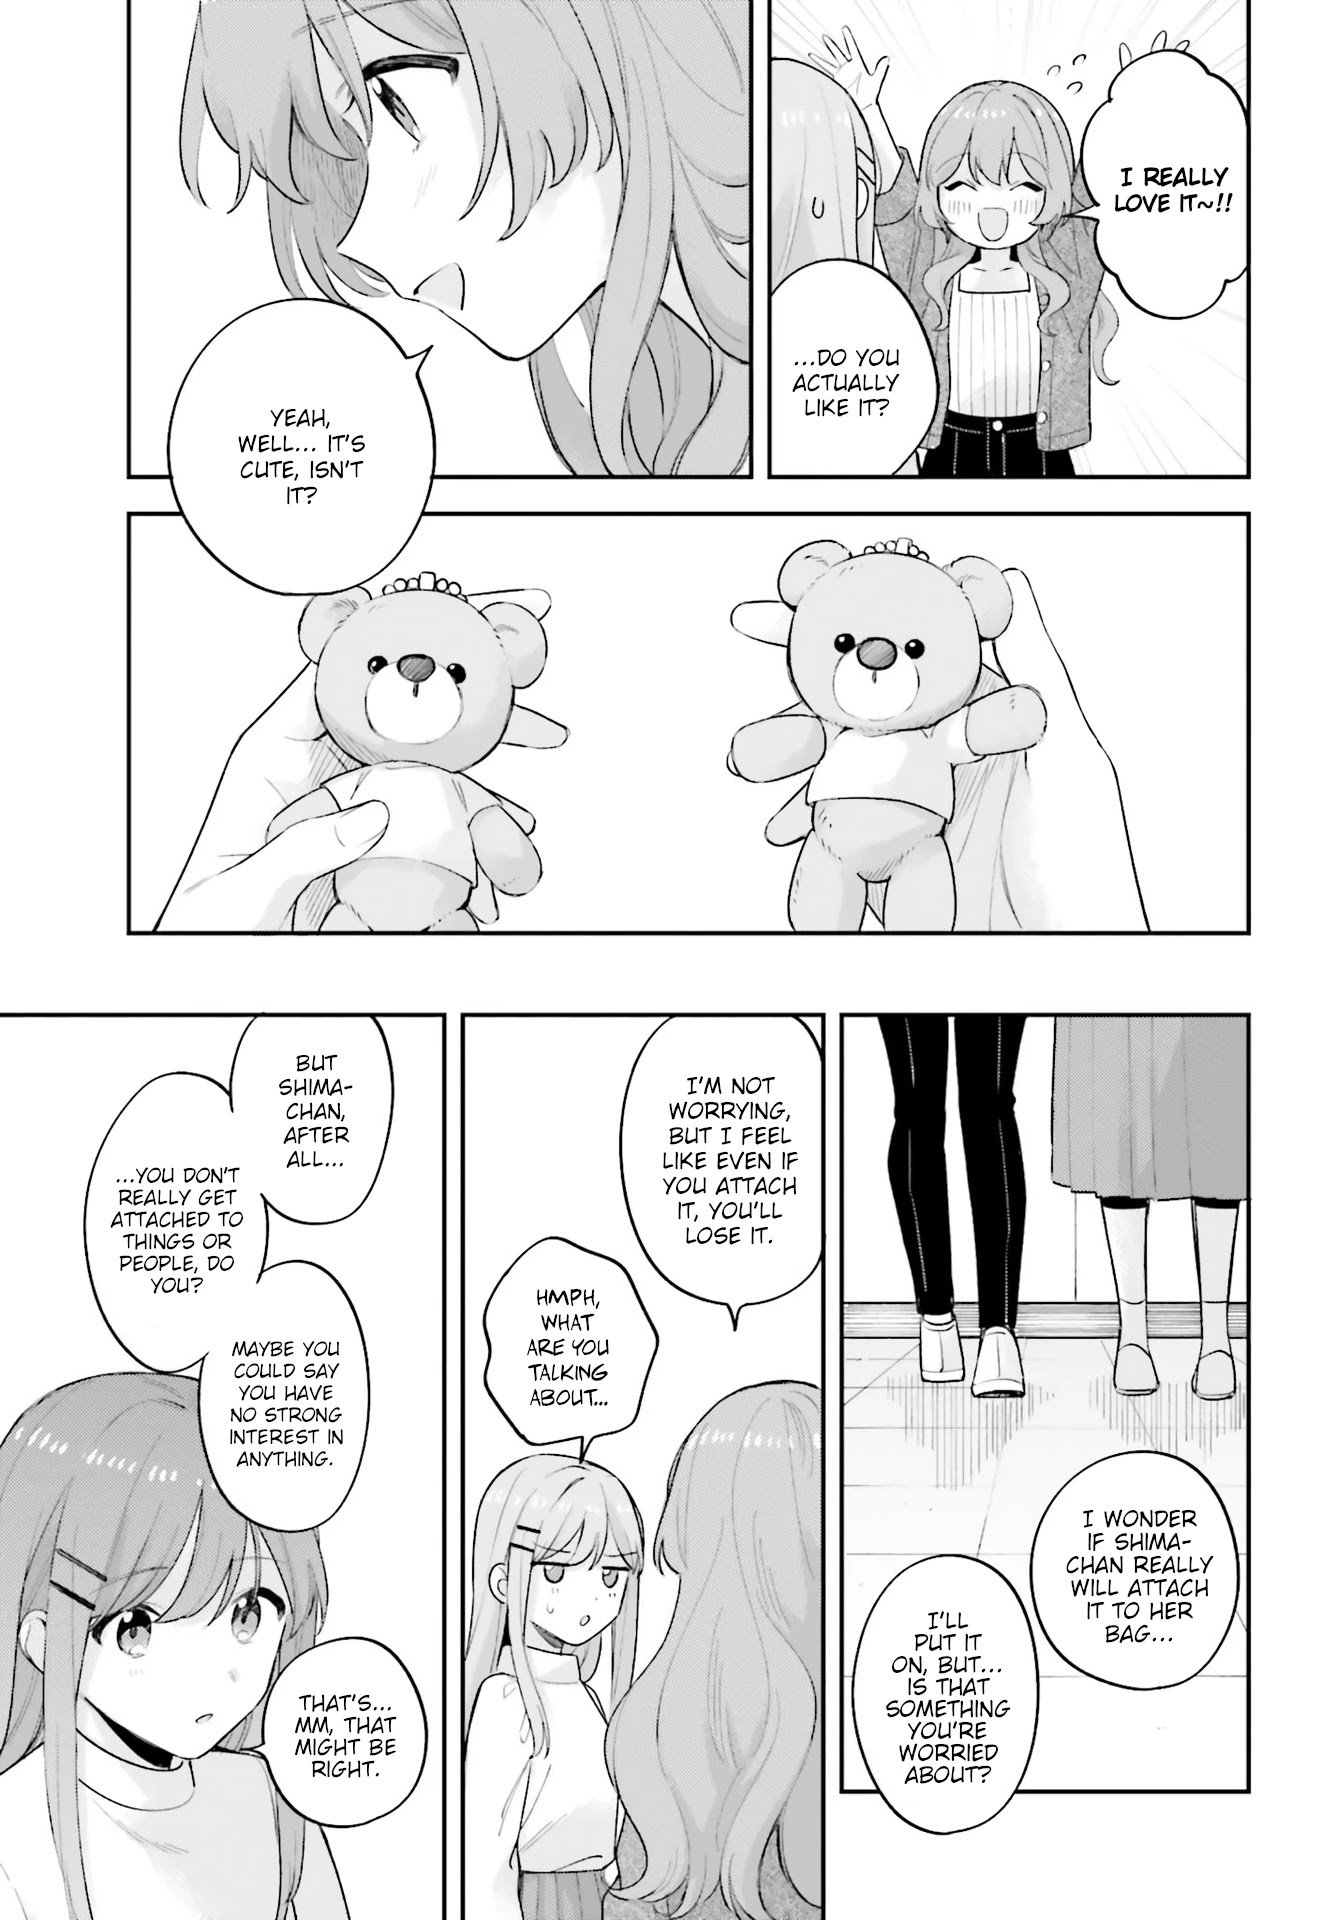 I REALLY
LOVE IT~!!
...DO YOU
ACTUALLY
LIKE IT?
YEAH,
WELL... IT'S
CUTE, ISN'T
IT?
I WONDER
IF SHIMA-
CHAN REALLY
WILL ATTACH
IT TO HER
BAG...
I'LL
PUT IT
ON, BUT...
IS THAT
SOMETHING
YOU'RE
WORRIED
ABOUT?
I'M NOT
WORRYING,
BUT I FEEL
LIKE EVEN IF
YOU ATTACH
IT, YOU'LL
LOSE IT.
HMPH,
WHAT
ARE YOU
TALKING
ABOUT...
BUT
SHIMA-
CHAN,
AFTER
ALL...
...YOU DON'T
REALLY GET
ATTACHED TO
THINGS OR
PEOPLE, DO
YOU?
MAYBE YOU
COULD SAY
YOU HAVE
NO STRONG
INTEREST IN
ANYTHING.
THAT'S...
MM, THAT
MIGHT BE
RIGHT.